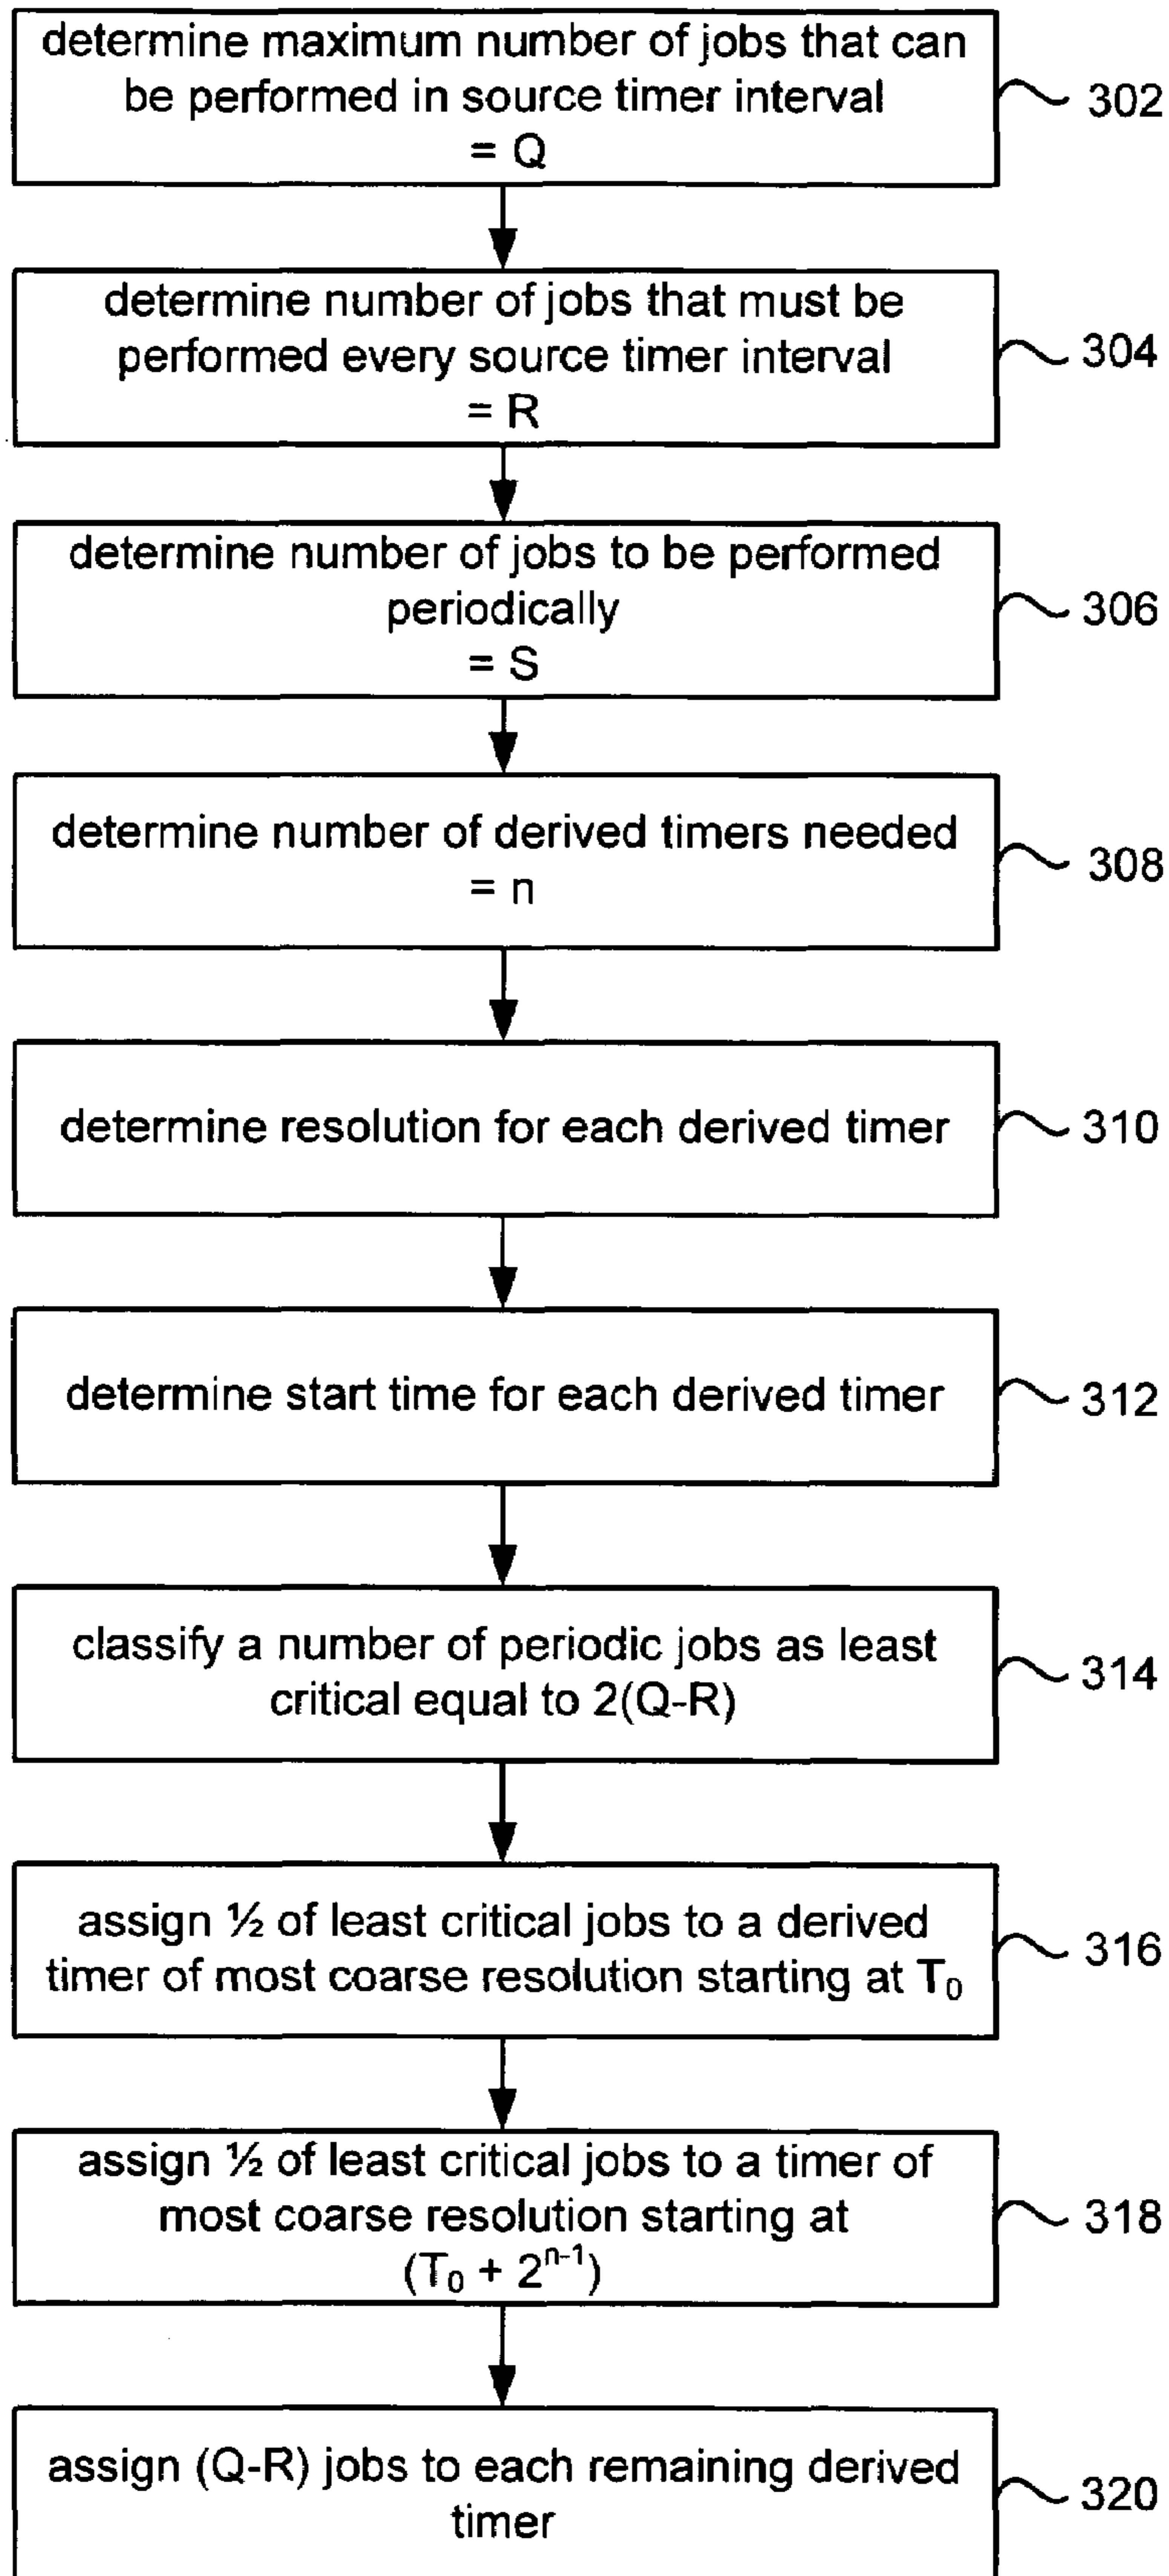 determine maximum number of jobs that can
be performed in source timer interval
= Q
302
determine number of jobs that must be
performed every source timer interval
= R
304
determine number of jobs to be performed
periodically
= S
306
determine number of derived timers needed
= n
308
determine resolution for each derived timer
310
determine start time for each derived timer
312
classify a number of periodic jobs as least
critical equal to 2(Q-R)
314
assign ½ of least critical jobs to a derived
timer of most coarse resolution starting at T₀
316
assign ½ of least critical jobs to a timer of
most coarse resolution starting at
(T₀ + 2ⁿ⁻¹)
318
assign (Q-R) jobs to each remaining derived
timer
320